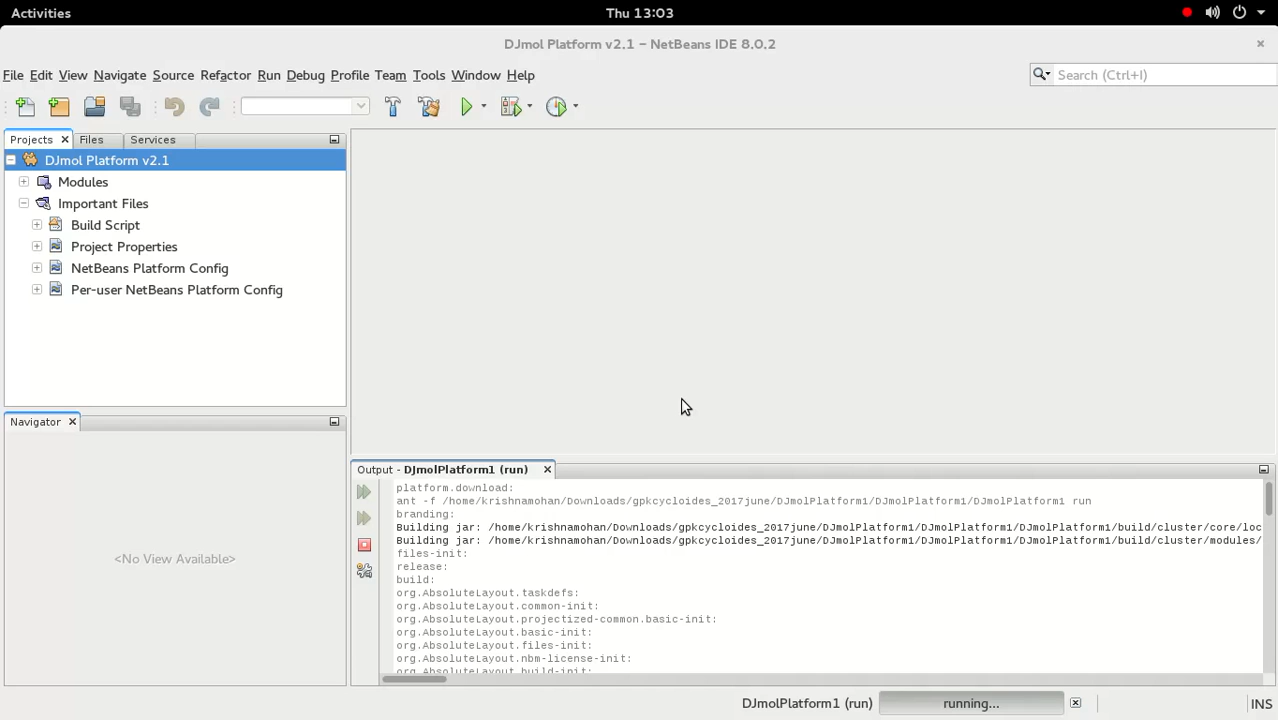 Activities
Thu 13:03
DJmol Platform v2.1 – NetBeans IDE 8.0.2
File Edit View Navigate Source Refactor Run Debug Profile Team Tools Window Help
Search (Ctrl+I)
Projects
Files
Services
DJmol Platform v2.1
Modules
Important Files
Build Script
Project Properties
NetBeans Platform Config
Per-user NetBeans Platform Config
Navigator
<No View Available>
Output - DJmolPlatform1 (run)
platform.download:
ant -f /home/krishnamohan/Downloads/gpkcycloides_2017june/DJmolPlatform1/DJmolPlatform1/DJmolPlatform1 run
branding:
Building jar: /home/krishnamohan/Downloads/gpkcycloides_2017june/DJmolPlatform1/DJmolPlatform1/DJmolPlatform1/build/cluster/core/loc
Building jar: /home/krishnamohan/Downloads/gpkcycloides_2017june/DJmolPlatform1/DJmolPlatform1/DJmolPlatform1/build/cluster/modules/
files-init:
release:
build:
org.AbsoluteLayout.taskdefs:
org.AbsoluteLayout.common-init:
org.AbsoluteLayout.projectized-common.basic-init:
org.AbsoluteLayout.basic-init:
org.AbsoluteLayout.files-init:
org.AbsoluteLayout.nbm-license-init:
org.AbsoluteLayout.build-init:
DJmolPlatform1 (run)
running...
INS